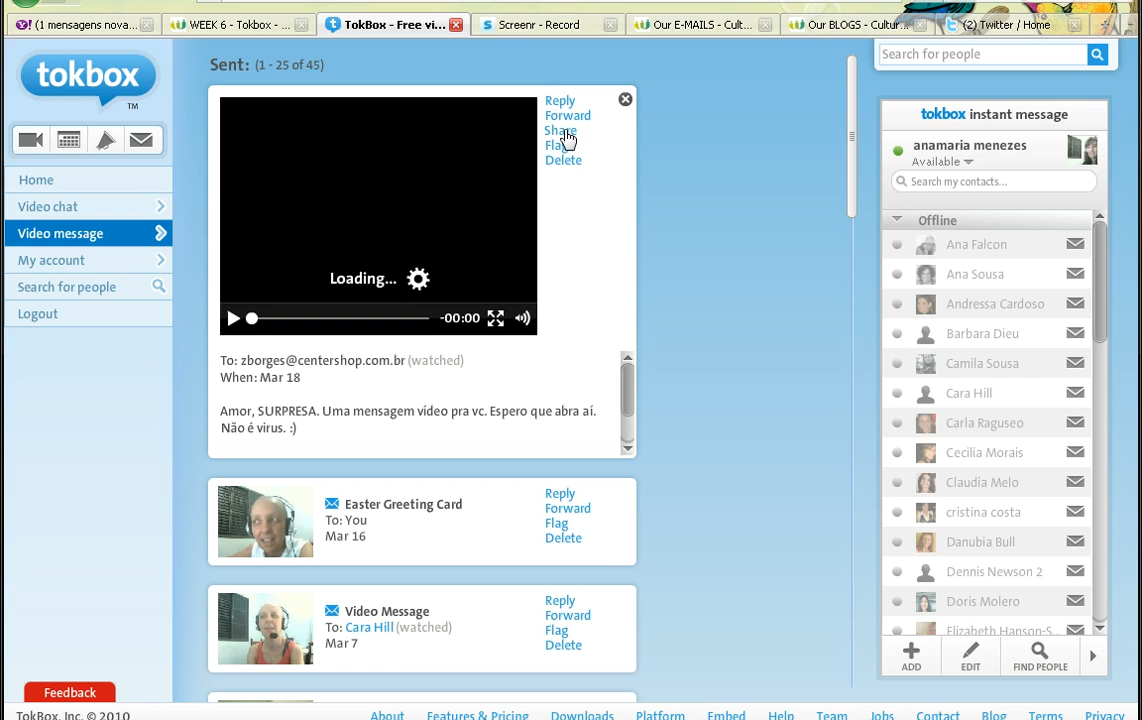 (1 mensagens nova...
WEEK 6 - Tokbox - ...
TokBox - Free vi...
Screenr - Record
Our E-MAILS - Cult...
Our BLOGS - Cultur...
(2) Twitter / Home
tokbox
TM
Home
Video chat
Video message
My account
Search for people
Logout
Feedback
TokBox, Inc. © 2010
Sent: (1 - 25 of 45)
Reply
Forward
Share
Flag
Delete
Loading...
-00:00
To: zborges@centershop.com.br (watched)
When: Mar 18
Amor, SURPRESA. Uma mensagem vídeo pra vc. Espero que abra aí.
Não é virus. :)
Easter Greeting Card
To: You
Mar 16
Reply
Forward
Flag
Delete
Video Message
To: Cara Hill (watched)
Mar 7
Reply
Forward
Flag
Delete
Search for people
tokbox instant message
anamaria menezes
Available
Search my contacts...
Offline
Ana Falcon
Ana Sousa
Andressa Cardoso
Barbara Dieu
Camila Sousa
Cara Hill
Carla Raguseo
Cecilia Morais
Claudia Melo
cristina costa
Danubia Bull
Dennis Newson 2
Doris Molero
Elizabeth Hanson-S
ADD
EDIT
FIND PEOPLE
About
Features & Pricing
Downloads
Platform
Embed
Help
Team
Jobs
Contact
Blog
Terms
Privacy